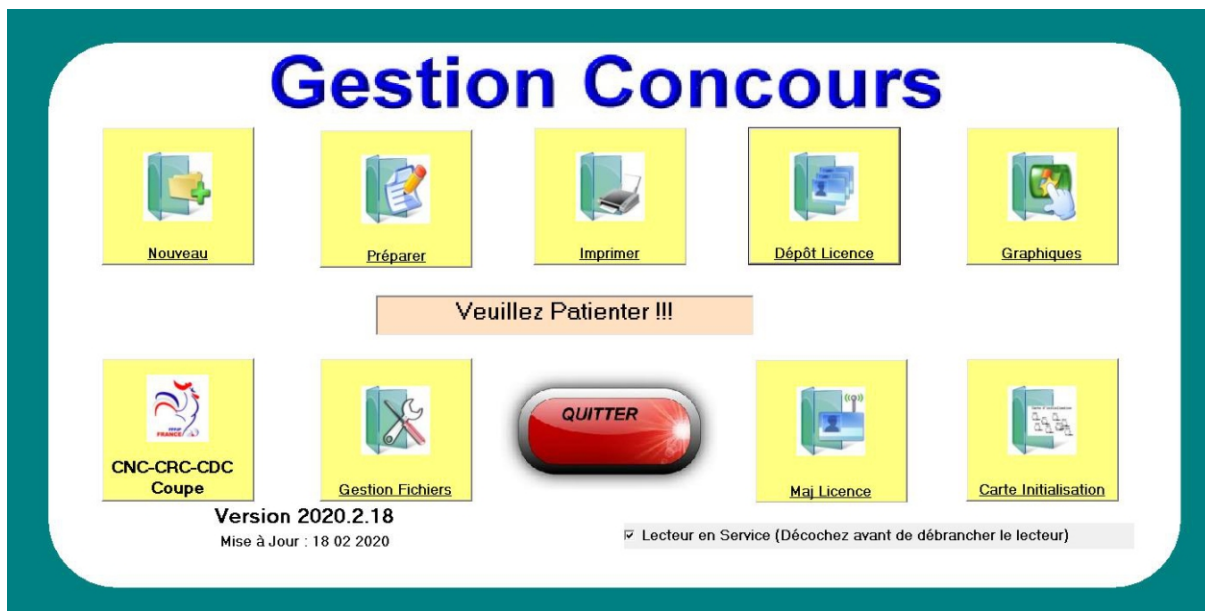 Gestion Concours
Nouveau
Préparer
Imprimer
Dépôt Licence
Graphiques
Veuillez Patienter !!!
FRANCE
CNC-CRC-CDC
Coupe
Gestion Fichiers
QUITTER
Maj Licence
Carte Initialisation
Version 2020.2.18
Mise à Jour : 18 02 2020
Lecteur en Service (Décochez avant de débrancher le lecteur)